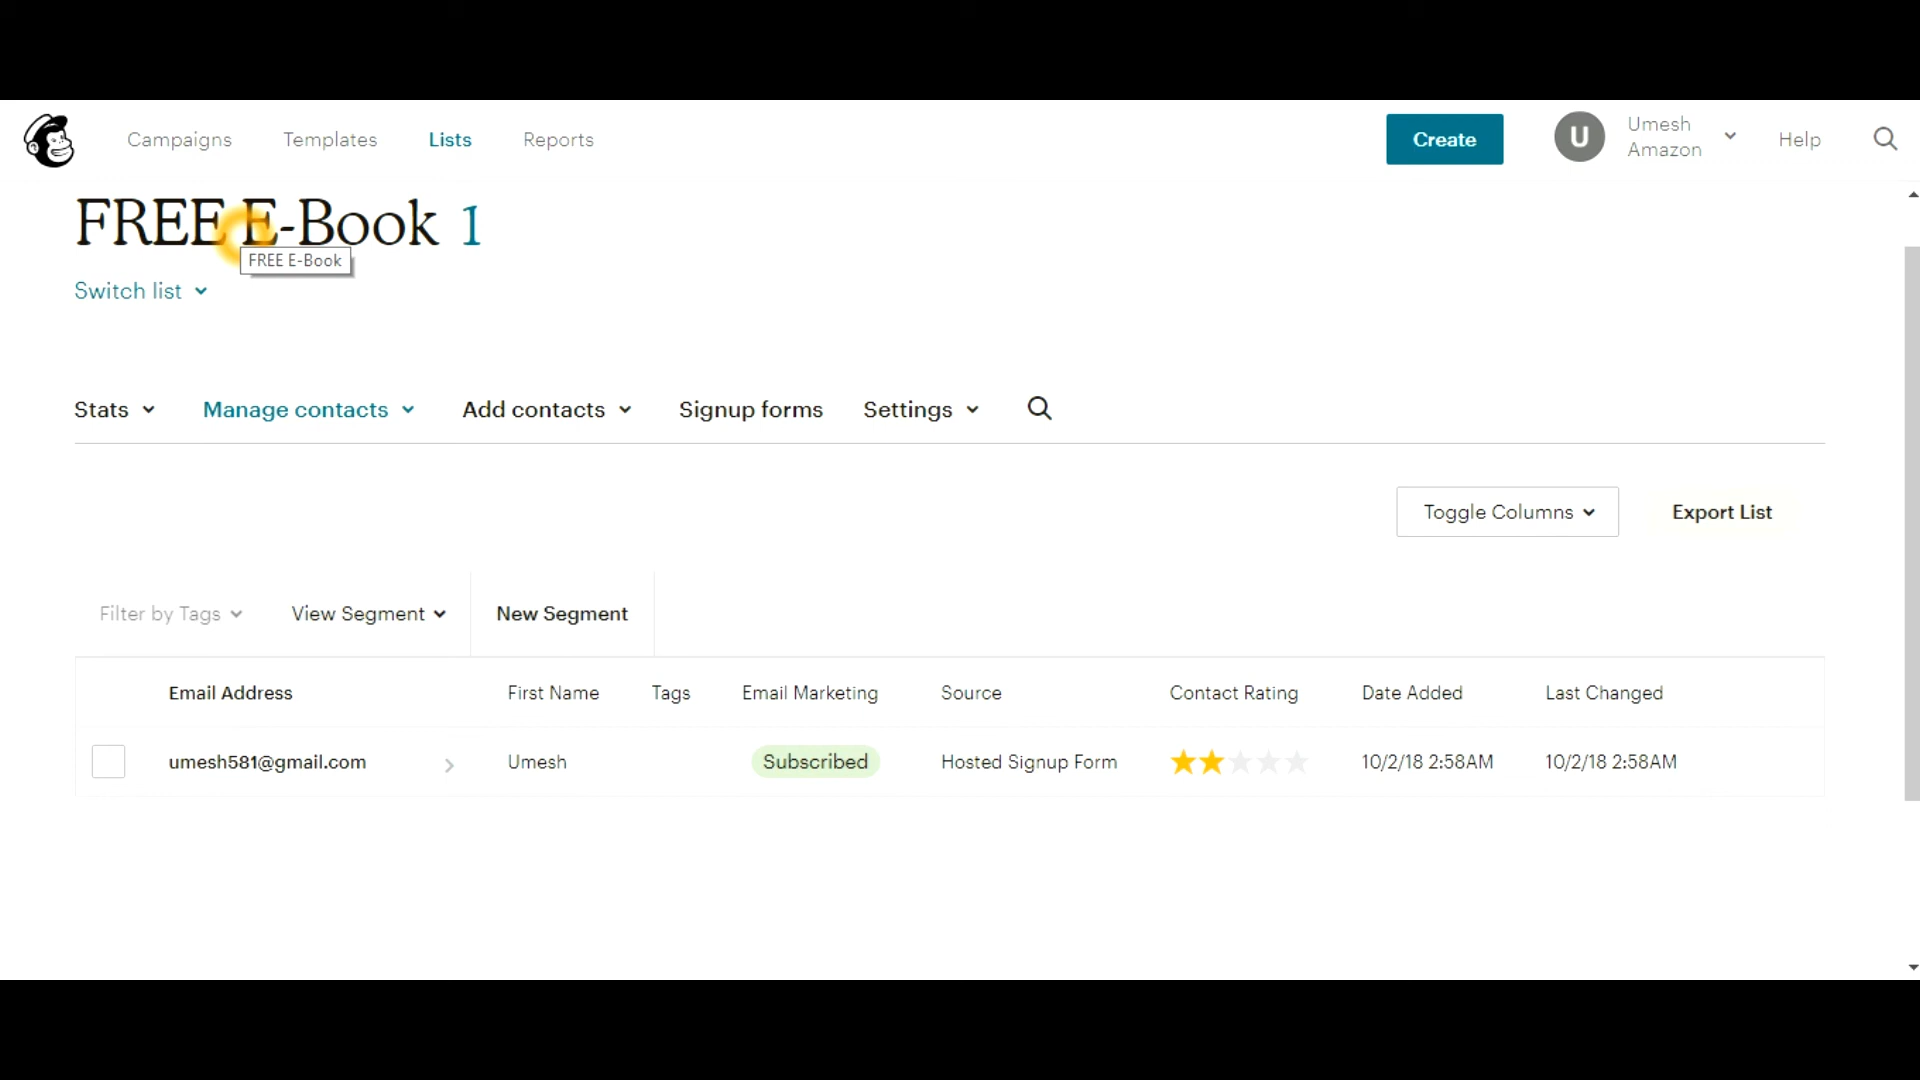 Campaigns Templates Lists Reports Create U Umesh Amazon Help
FREE E-Book 1
FREE E-Book
Switch list
Stats Manage contacts Add contacts Signup forms Settings
Toggle Columns Export List
Filter by Tags View Segment New Segment
Email Address First Name Tags Email Marketing Source Contact Rating Date Added Last Changed
umesh581@gmail.com Umesh Subscribed Hosted Signup Form 10/2/18 2:58AM 10/2/18 2:58AM